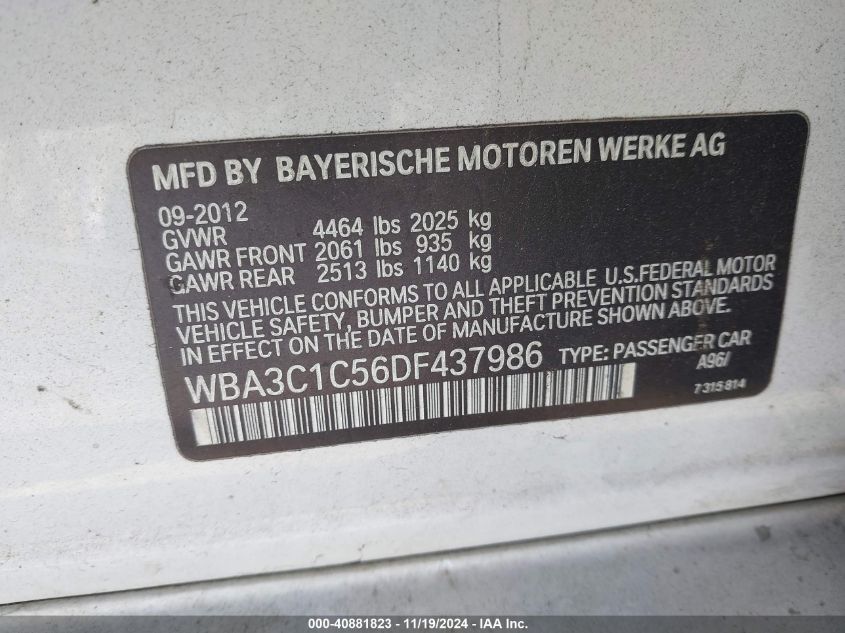 MFD BY BAYERISCHE MOTOREN WERKE AG
09-2012
GVWR 4464 lbs 2025 kg
GAWR FRONT 2061 lbs 935 kg
GAWR REAR 2513 lbs 1140 kg
THIS VEHICLE CONFORMS TO ALL APPLICABLE U.S.FEDERAL MOTOR
VEHICLE SAFETY, BUMPER AND THEFT PREVENTION STANDARDS
IN EFFECT ON THE DATE OF MANUFACTURE SHOWN ABOVE.
WBA3C1C56DF437986 TYPE: PASSENGER CAR
A96/
7 315 814
000-40881823 - 11/19/2024 - IAA Inc.